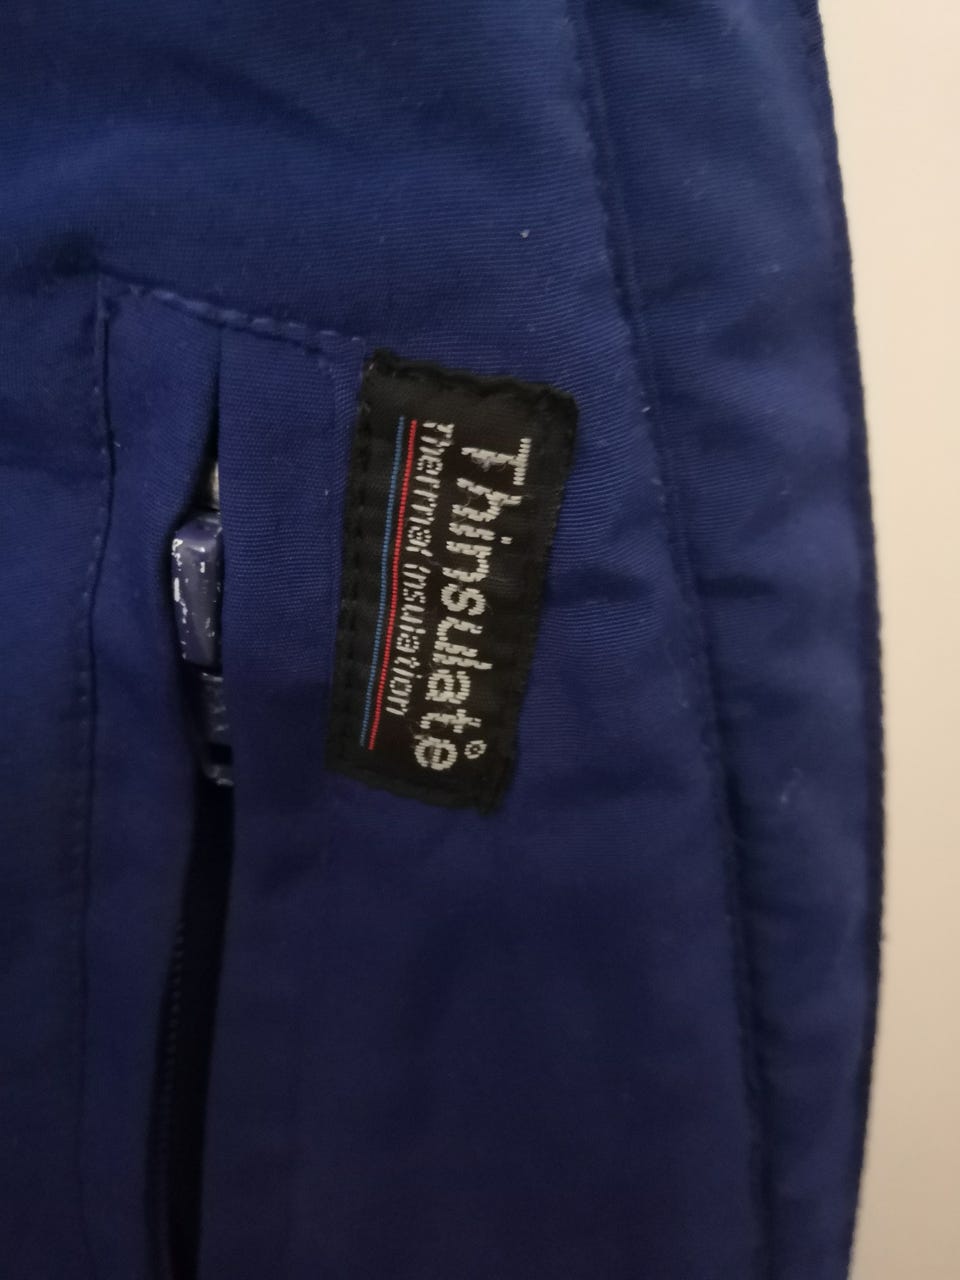 Thinsulate
Thermal Insulation